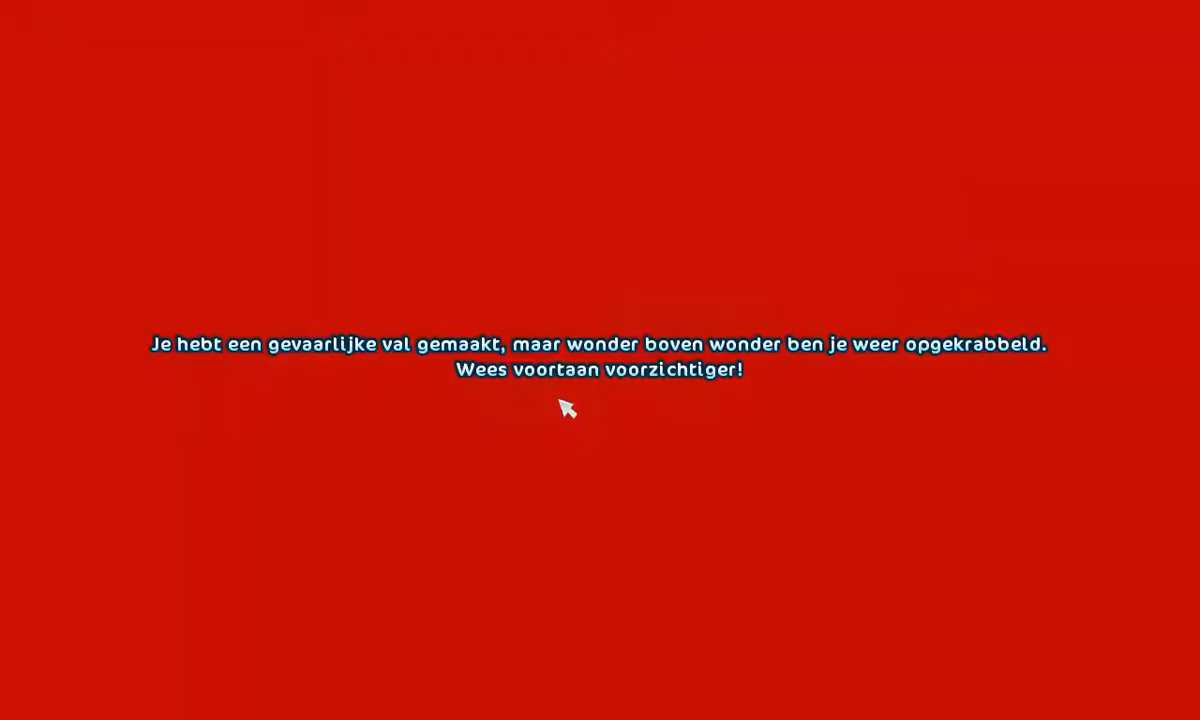 Je hebt een gevaarlijke val gemaakt, maar wonder boven wonder ben je weer opgekrabbeld.
Wees voortaan voorzichtiger!